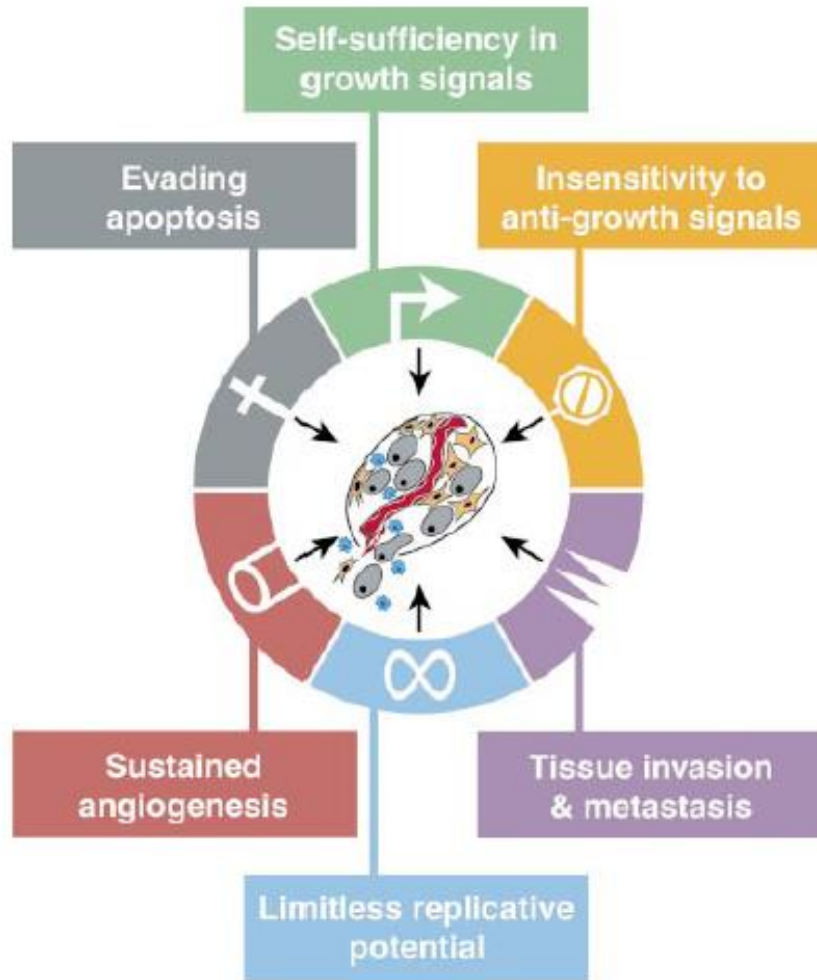 Self-sufficiency in
growth signals
Evading
apoptosis
Insensitivity to
anti-growth signals
Sustained
angiogenesis
Tissue invasion
& metastasis
Limitless replicative
potential